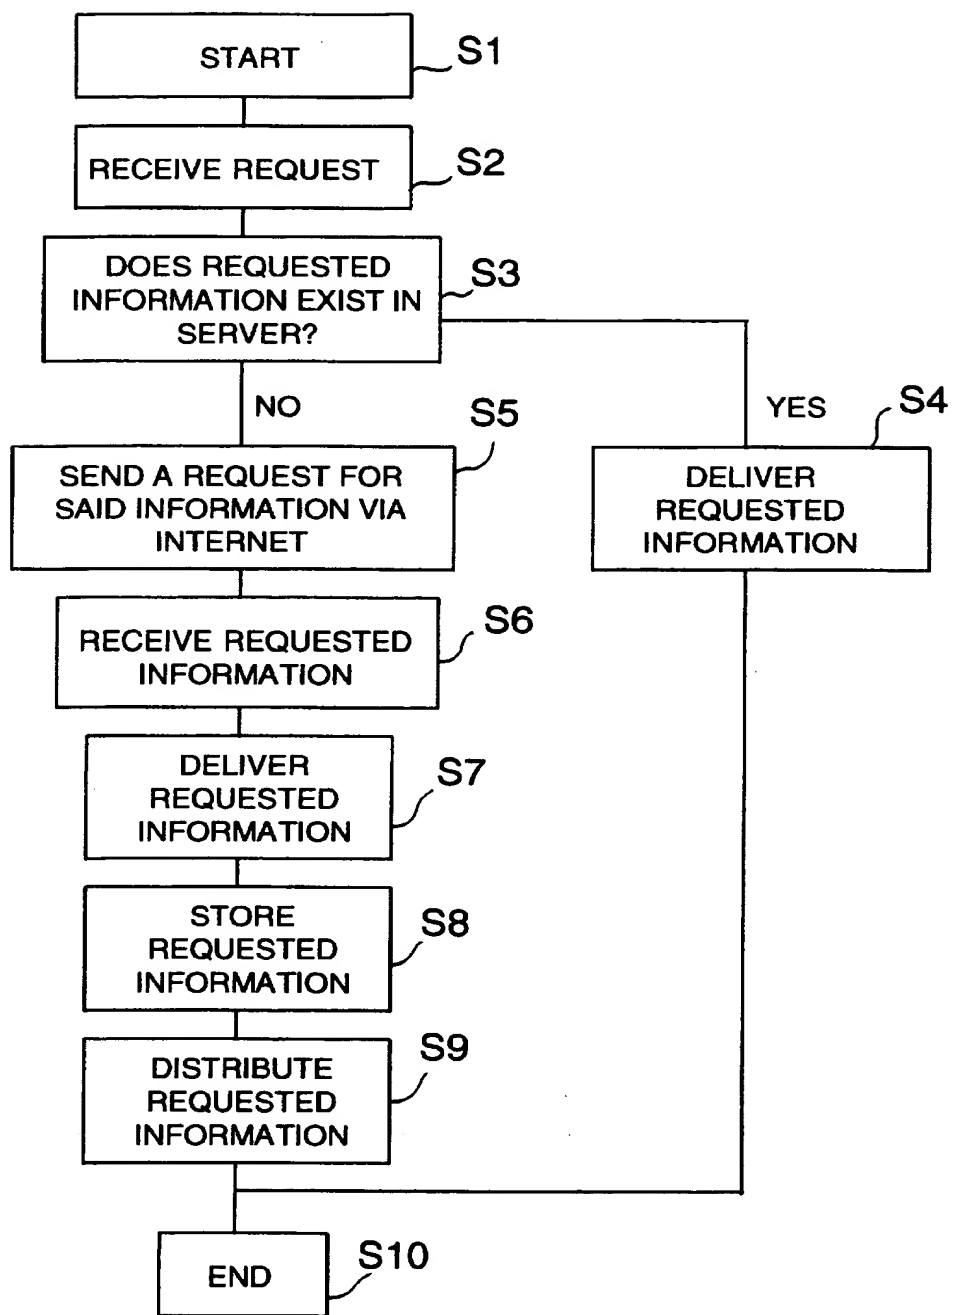 START
S1
RECEIVE REQUEST
S2
DOES REQUESTED
INFORMATION EXIST IN
SERVER?
S3
NO
YES
S5
SEND A REQUEST FOR
SAID INFORMATION VIA
INTERNET
S4
DELIVER
REQUESTED
INFORMATION
S6
RECEIVE REQUESTED
INFORMATION
S7
DELIVER
REQUESTED
INFORMATION
S8
STORE
REQUESTED
INFORMATION
S9
DISTRIBUTE
REQUESTED
INFORMATION
S10
END